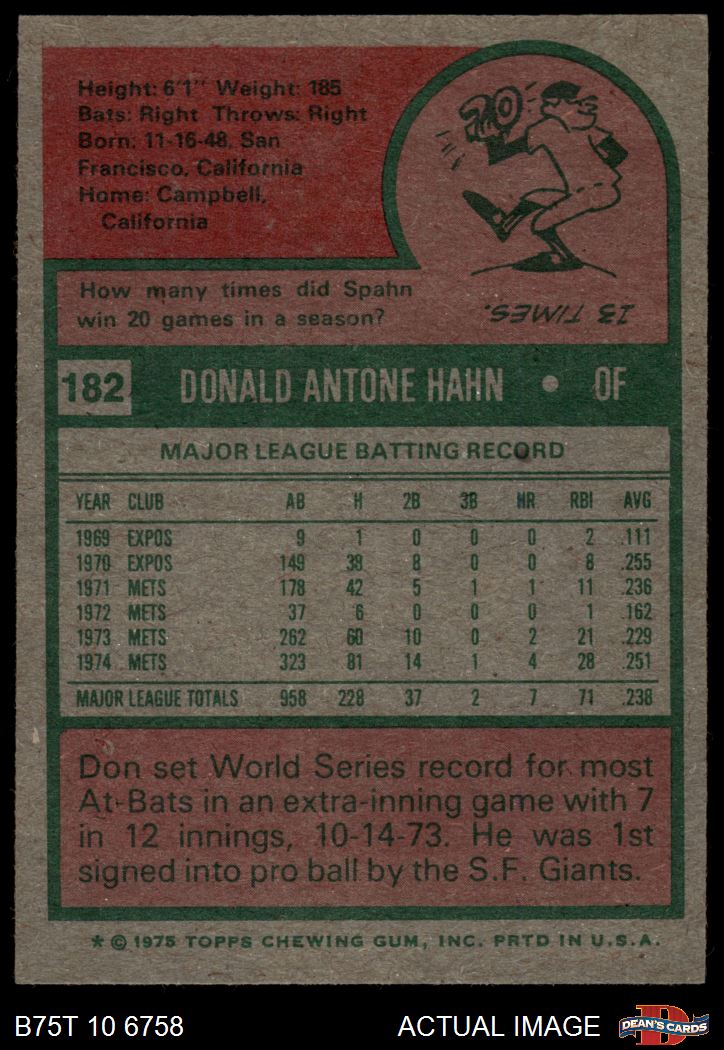 Height: 6'1" Weight: 185
Bats: Right Throws: Right
Born: 11-16-48, San
Francisco, California
Home: Campbell,
California
20
How many times did Spahn
win 20 games in a season?
13 TIMES.
182 DONALD ANTONE HAHN • OF
MAJOR LEAGUE BATTING RECORD
YEAR CLUB AB H 2B 3B HR RBI AVG
1969 EXPOS 9 1 0 0 0 2 .111
1970 EXPOS 149 38 8 0 0 8 .255
1971 METS 178 42 5 1 1 11 .236
1972 METS 37 6 0 0 0 1 .162
1973 METS 262 60 10 0 2 21 .229
1974 METS 323 81 14 1 4 28 .251
MAJOR LEAGUE TOTALS 958 228 37 2 7 71 .238
Don set World Series record for most
At-Bats in an extra-inning game with 7
in 12 innings, 10-14-73. He was 1st
signed into pro ball by the S.F. Giants.
* © 1975 TOPPS CHEWING GUM, INC. PRTD IN U.S.A.
B75T 10 6758 ACTUAL IMAGE D DEAN'S CARDS